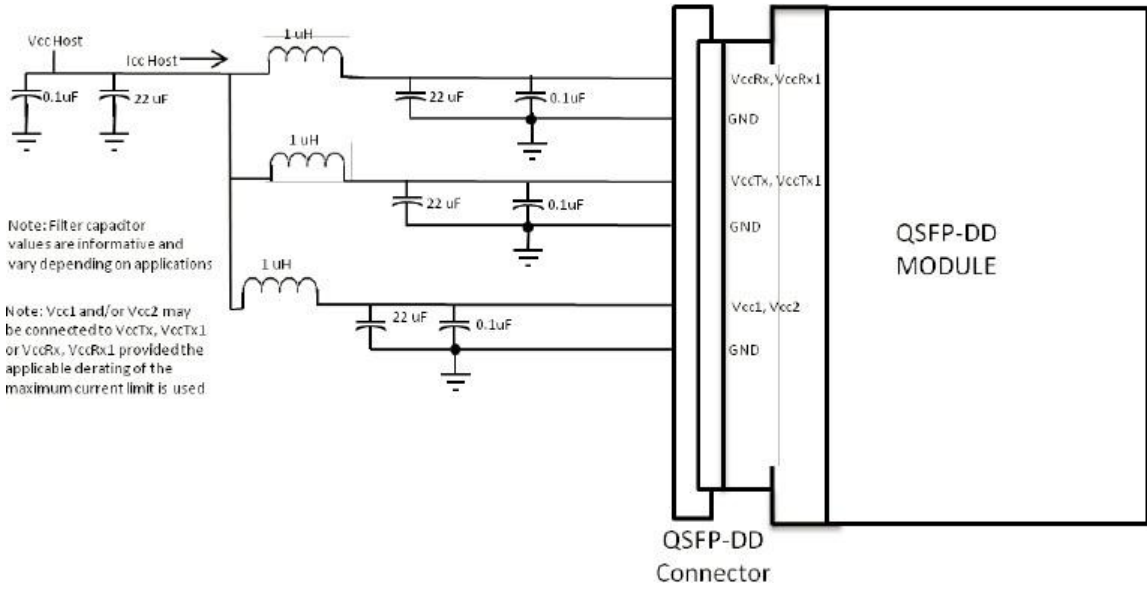 1 uH
Vcc Host
Icc Host
0.1uF
22 uF
22 uF
0.1uF
VccRx, VccRx1
GND
1 uH
VccTx, VccTx1
22 uF
0.1uF
GND
Note: Filter capacitor
values are informative and
vary depending on applications
QSFP-DD
MODULE
1 uH
Note: Vcc1 and/or Vcc2 may
be connected to VccTx, VccTx1
or VccRx, VccRx1 provided the
applicable derating of the
maximum current limit is used
22 uF
0.1uF
Vcc1, Vcc2
GND
QSFP-DD
Connector